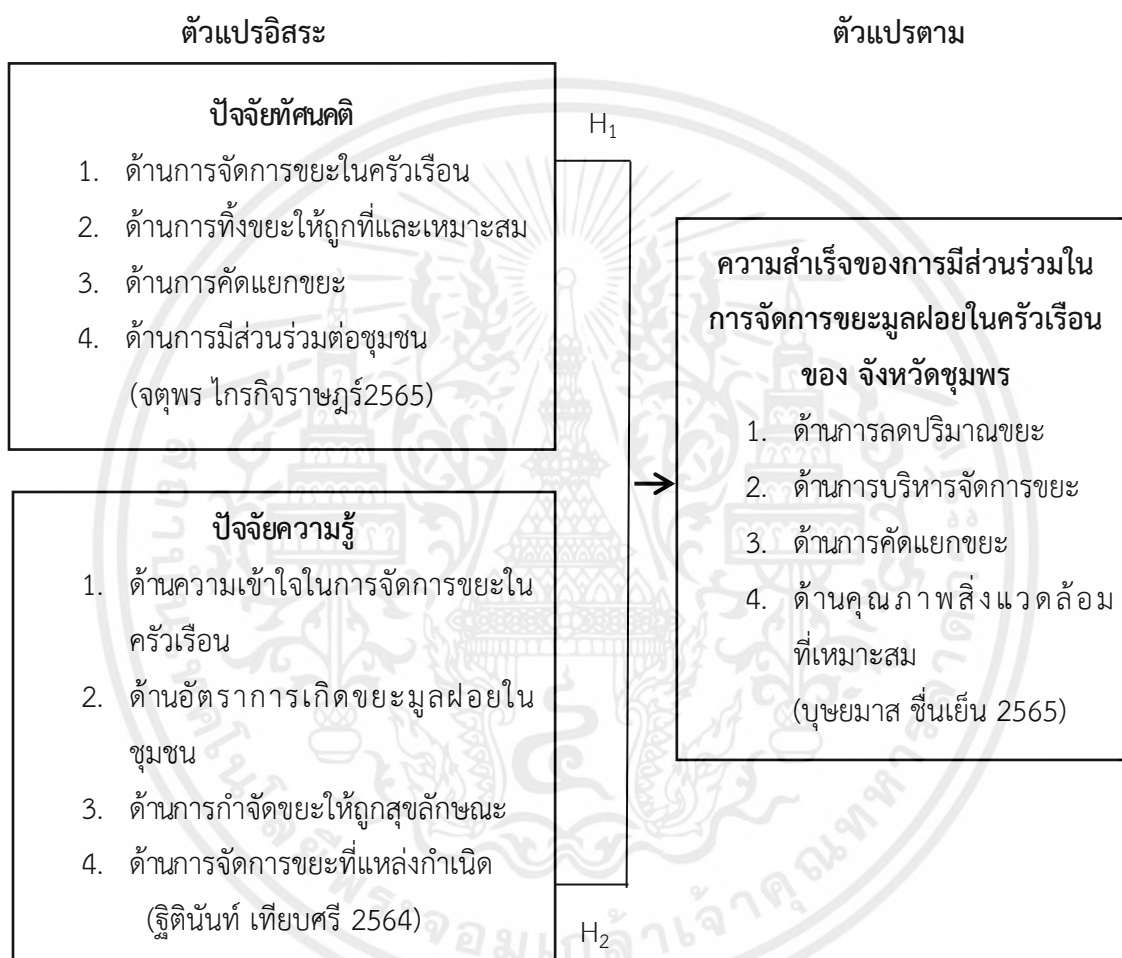 ตัวแปรอิสระ
ตัวแปรตาม
ปัจจัยทัศนคติ
1. ด้านการจัดการขยะในครัวเรือน
2. ด้านการทิ้งขยะให้ถูกที่และเหมาะสม
3. ด้านการคัดแยกขยะ
4. ด้านการมีส่วนร่วมต่อชุมชน
(จตุพร ไกรกิจราษฎร์2565)
H₁
ปัจจัยความรู้
1. ด้านความเข้าใจในการจัดการขยะใน
ครัวเรือน
2. ด้านอัตราการเกิดขยะมูลฝอยใน
ชุมชน
3. ด้านการกำจัดขยะให้ถูกสุขลักษณะ
4. ด้านการจัดการขยะที่แหล่งกำเนิด
(ฐิตินันท์ เทียบศรี 2564)
H₂
ความสำเร็จของการมีส่วนร่วมใน
การจัดการขยะมูลฝอยในครัวเรือน
ของ จังหวัดชุมพร
1. ด้านการลดปริมาณขยะ
2. ด้านการบริหารจัดการขยะ
3. ด้านการคัดแยกขยะ
4. ด้านคุณภาพสิ่งแวดล้อม
ที่เหมาะสม
(บุษยมาส ชื่นเย็น 2565)